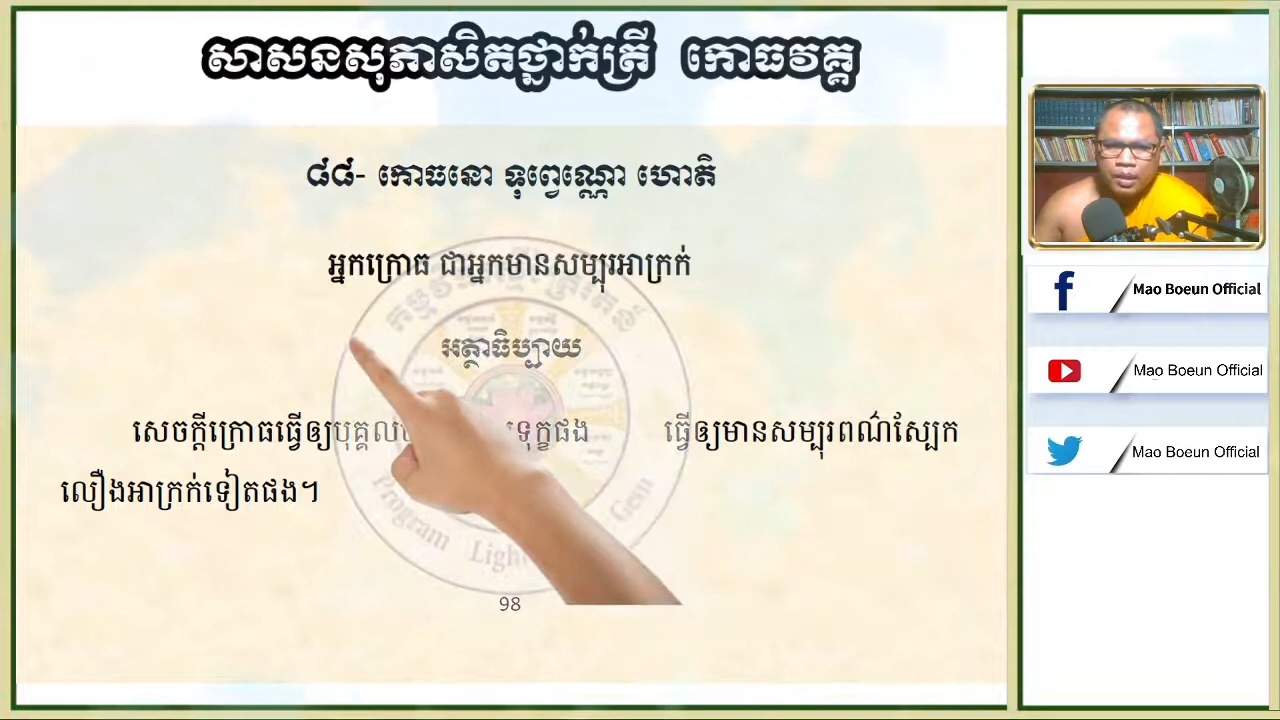 សាសនសុភាសិតថ្នាក់ត្រី កោធវគ្គ
៨៨- កោធនោ ទុព្វណ្ណោ ហោតិ
អ្នកក្រោធ ជាអ្នកមានសម្បុរអាក្រក់
អត្ថាធិប្បាយ
សេចក្តីក្រោធធ្វើឲ្យបុគ្គល ទុក្ខផង ធ្វើឲ្យមានសម្បុរពណ៌ស្បែក
លឿងអាក្រក់ទៀតផង។
Program Light
98
Mao Boeun Official
Mao Boeun Official
Mao Boeun Official